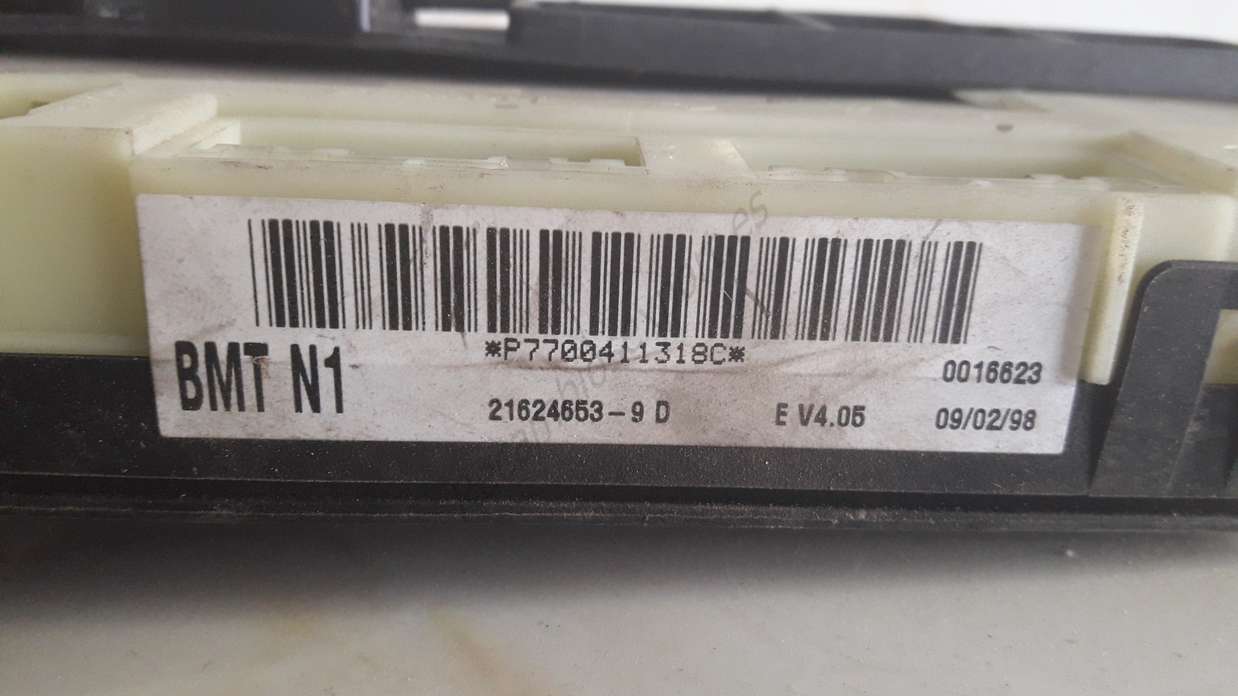 *P7700411318C*
BMT N1
0016623
21624653-9 D
E V4.05
09/02/98